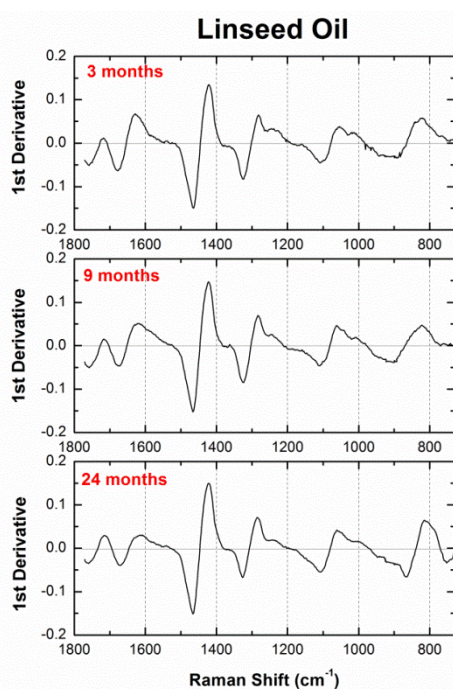 Linseed Oil
3 months
1st Derivative
0.2
0.1
0.0
-0.1
-0.2
1800 1600 1400 1200 1000 800
9 months
1st Derivative
0.2
0.1
0.0
-0.1
-0.2
1800 1600 1400 1200 1000 800
24 months
1st Derivative
0.2
0.1
0.0
-0.1
-0.2
1800 1600 1400 1200 1000 800
Raman Shift (cm⁻¹)